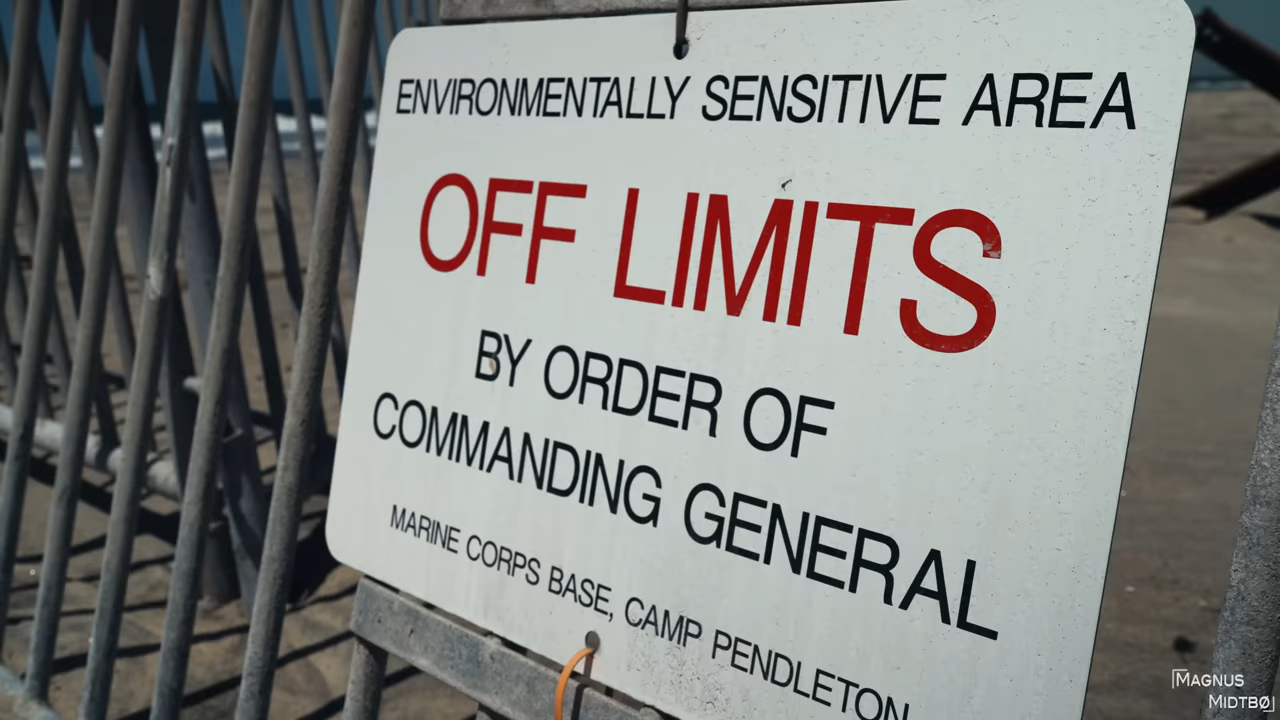 ENVIRONMENTALLY SENSITIVE AREA
OFF LIMITS
BY ORDER OF
COMMANDING GENERAL
MARINE CORPS BASE, CAMP PENDLETON
MAGNUS
MIDTBØ